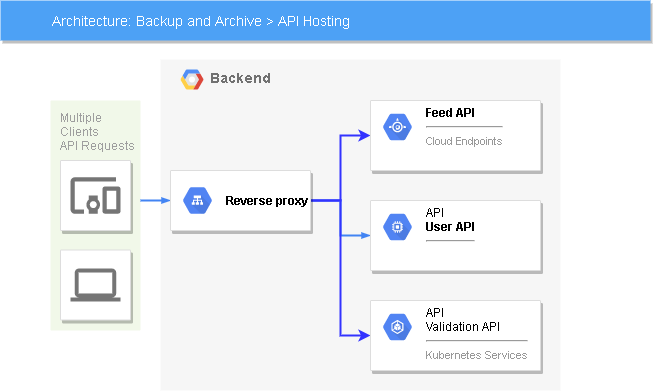 Architecture: Backup and Archive > API Hosting
Backend
Multiple
Clients
API Requests
Reverse proxy
Feed API
Cloud Endpoints
API
User API
API
Validation API
Kubernetes Services